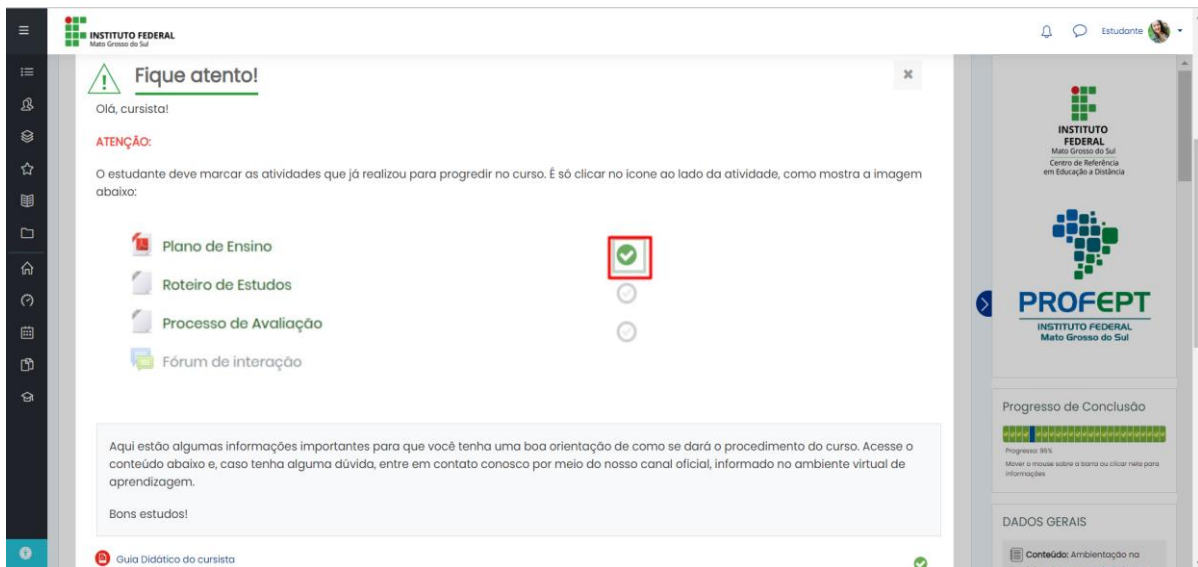 INSTITUTO FEDERAL
Mato Grosso do Sul
Estudante
Fique atento!
Olá, cursista!
ATENÇÃO:
O estudante deve marcar as atividades que já realizou para progredir no curso. É só clicar no ícone ao lado da atividade, como mostra a imagem
abaixo:
Plano de Ensino
Roteiro de Estudos
Processo de Avaliação
Fórum de interação
Aqui estão algumas informações importantes para que você tenha uma boa orientação de como se dará o procedimento do curso. Acesse o
conteúdo abaixo e, caso tenha alguma dúvida, entre em contato conosco por meio do nosso canal oficial, informado no ambiente virtual de
aprendizagem.
Bons estudos!
Guia Didático do cursista
INSTITUTO
FEDERAL
Mato Grosso do Sul
Centro de Referência
em Educação a Distância
PROFEPT
INSTITUTO FEDERAL
Mato Grosso do Sul
Progresso de Conclusão
Progresso: 96%
Mover o mouse sobre a barra ou clicar nela para
informações
DADOS GERAIS
Conteúdo: Ambientação na